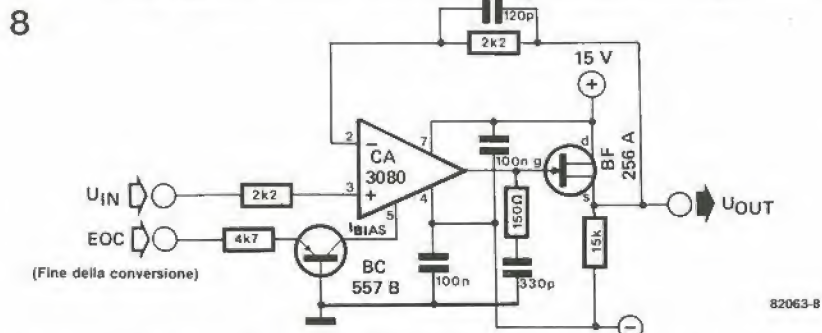 8
120p
2k2
15 V
+
2
−
7
d
CA
3080
100n
g
BF
256 A
UIN
2k2
3
+
5
4
s
UOUT
150Ω
IBIAS
EOC
4k7
15k
(Fine della conversione)
BC
557 B
100n
330p
82063-8
−